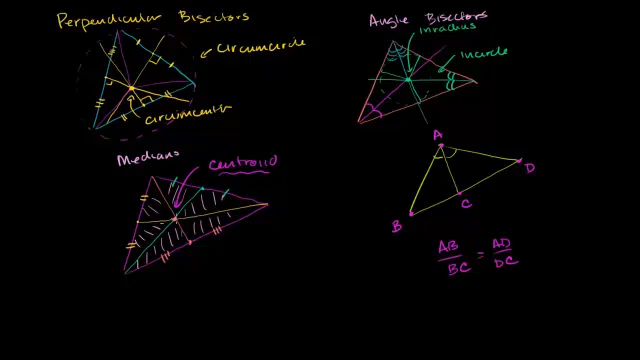 Perpendicular Bisectors
Circumcircle
Circumcenter
Angle Bisectors
inradius
incircle
Medians
centroid
A
B
C
D
AB/BC = AD/DC